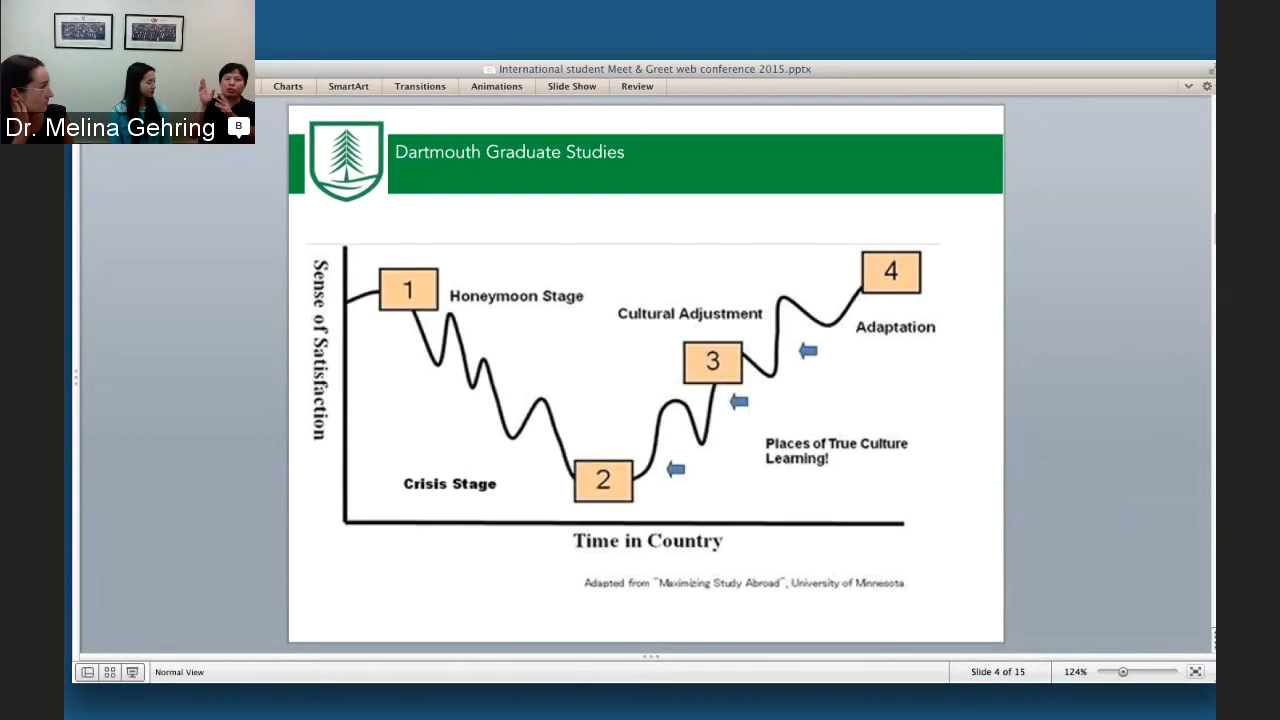 Dr. Melina Gehring
B
International student Meet & Greet web conference 2015.pptx
Charts SmartArt Transitions Animations Slide Show Review
Dartmouth Graduate Studies
Sense of Satisfaction
1
Honeymoon Stage
4
Cultural Adjustment
Adaptation
3
Places of True Culture
Learning!
2
Crisis Stage
Time in Country
Adapted from "Maximizing Study Abroad", University of Minnesota.
Normal View
Slide 4 of 15
124%